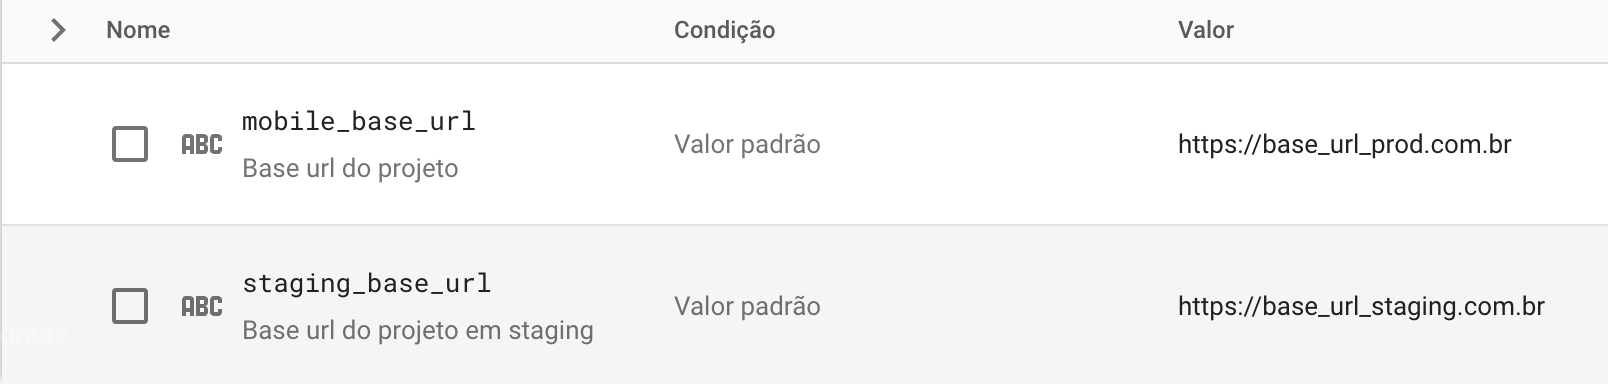 Nome Condição Valor
mobile_base_url
ABC Valor padrão https://base_url_prod.com.br
Base url do projeto
staging_base_url
ABC Valor padrão https://base_url_staging.com.br
Base url do projeto em staging
grade